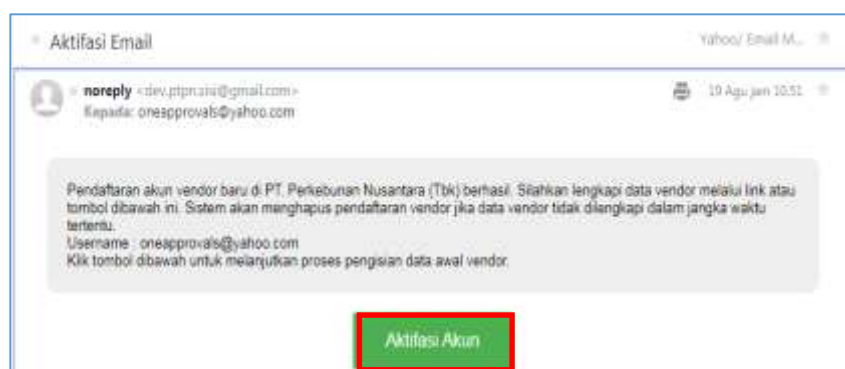 Aktifasi Email
Yahoo/ Email M...
noreply <dev.ptpn.sisi@gmail.com>
19 Agu jam 10.51
Kepada: oneapprovals@yahoo.com
Pendaftaran akun vendor baru di PT. Perkebunan Nusantara (Tbk) berhasil. Silahkan lengkapi data vendor melalui link atau
tombol dibawah ini. Sistem akan menghapus pendaftaran vendor jika data vendor tidak dilengkapi dalam jangka waktu
tertentu.
Username : oneapprovals@yahoo.com
Klik tombol dibawah untuk melanjutkan proses pengisian data awal vendor.
Aktifasi Akun